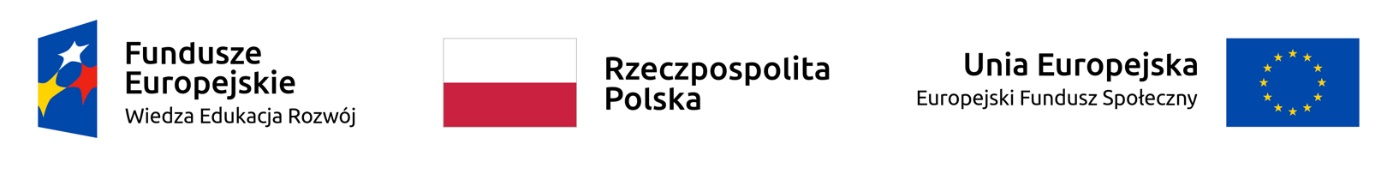 Fundusze
Europejskie
Wiedza Edukacja Rozwój
Rzeczpospolita
Polska
Unia Europejska
Europejski Fundusz Społeczny